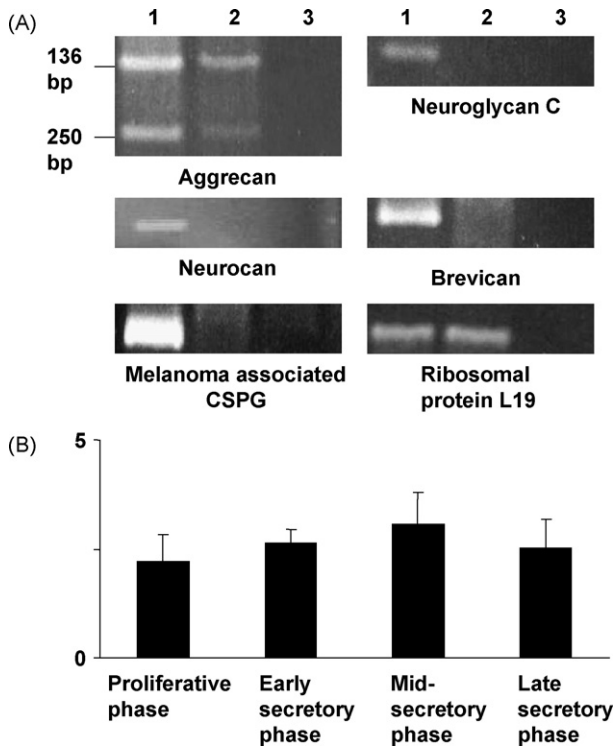 (A)
1 2 3
136
bp
250
bp
Aggrecan
Neurocan
Melanoma associated
CSPG
1 2 3
Neuroglycan C
Brevican
Ribosomal
protein L19
(B)
5
0
Proliferative
phase
Early
secretory
phase
Mid-
secretory
phase
Late
secretory
phase